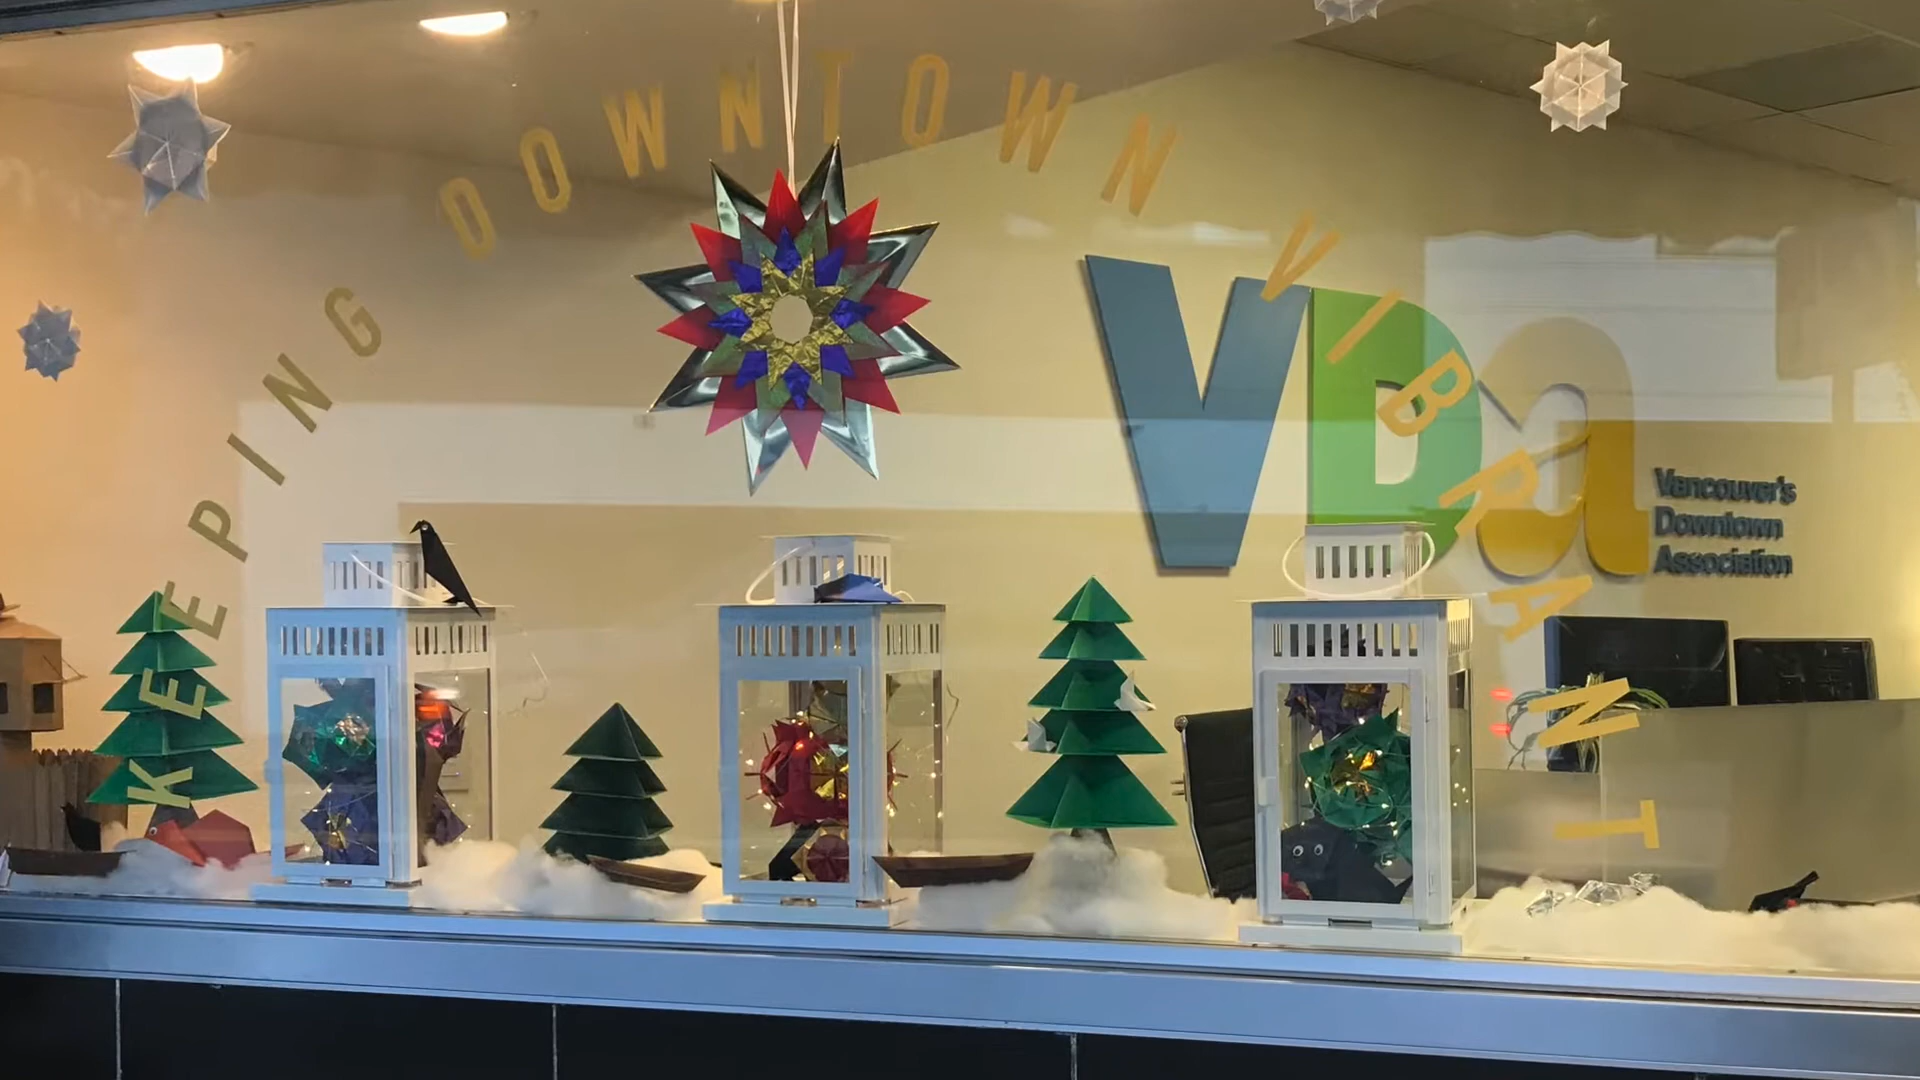 KEEPING DOWNTOWN VIBRANT
VDa
Vancouver's
Downtown
Association